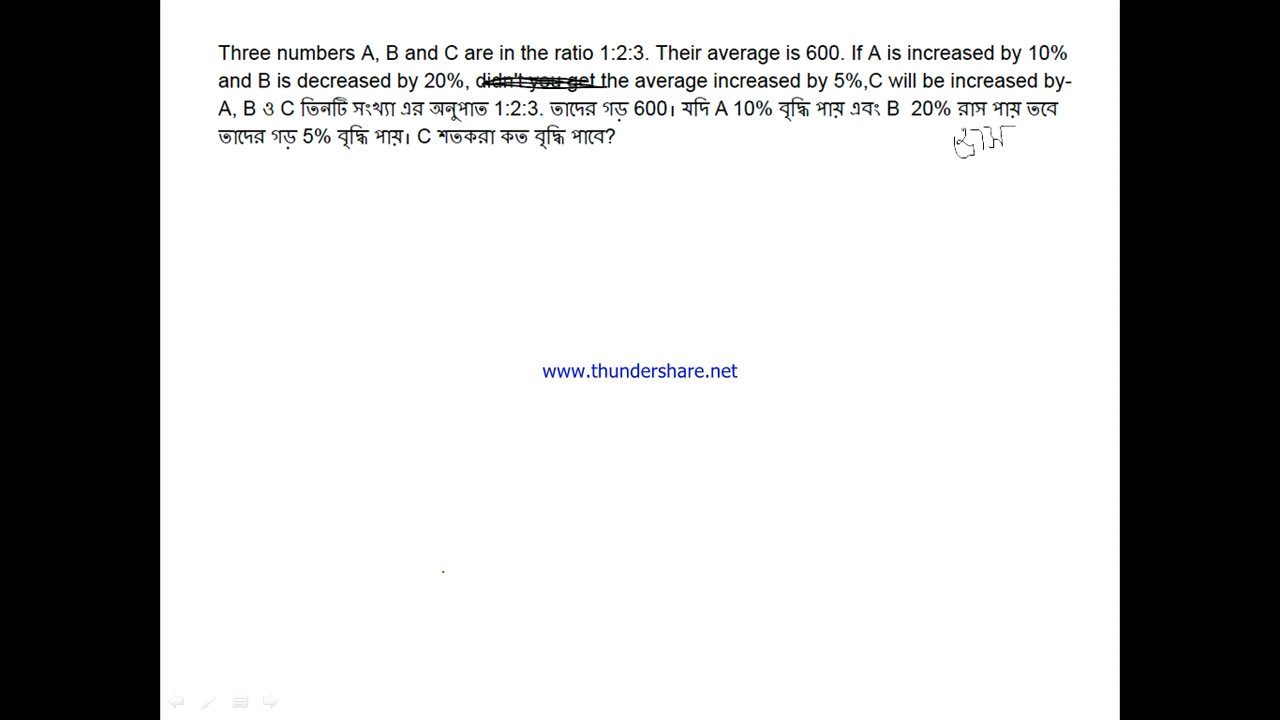 Three numbers A, B and C are in the ratio 1:2:3. Their average is 600. If A is increased by 10%
and B is decreased by 20%, didn't you get the average increased by 5%,C will be increased by-
A, B ও C তিনটি সংখ্যা এর অনুপাত 1:2:3. তাদের গড় 600। যদি A 10% বৃদ্ধি পায় এবং B 20% রাস পায় তবে
তাদের গড় 5% বৃদ্ধি পায়। C শতকরা কত বৃদ্ধি পাবে?
হ্রাস
www.thundershare.net